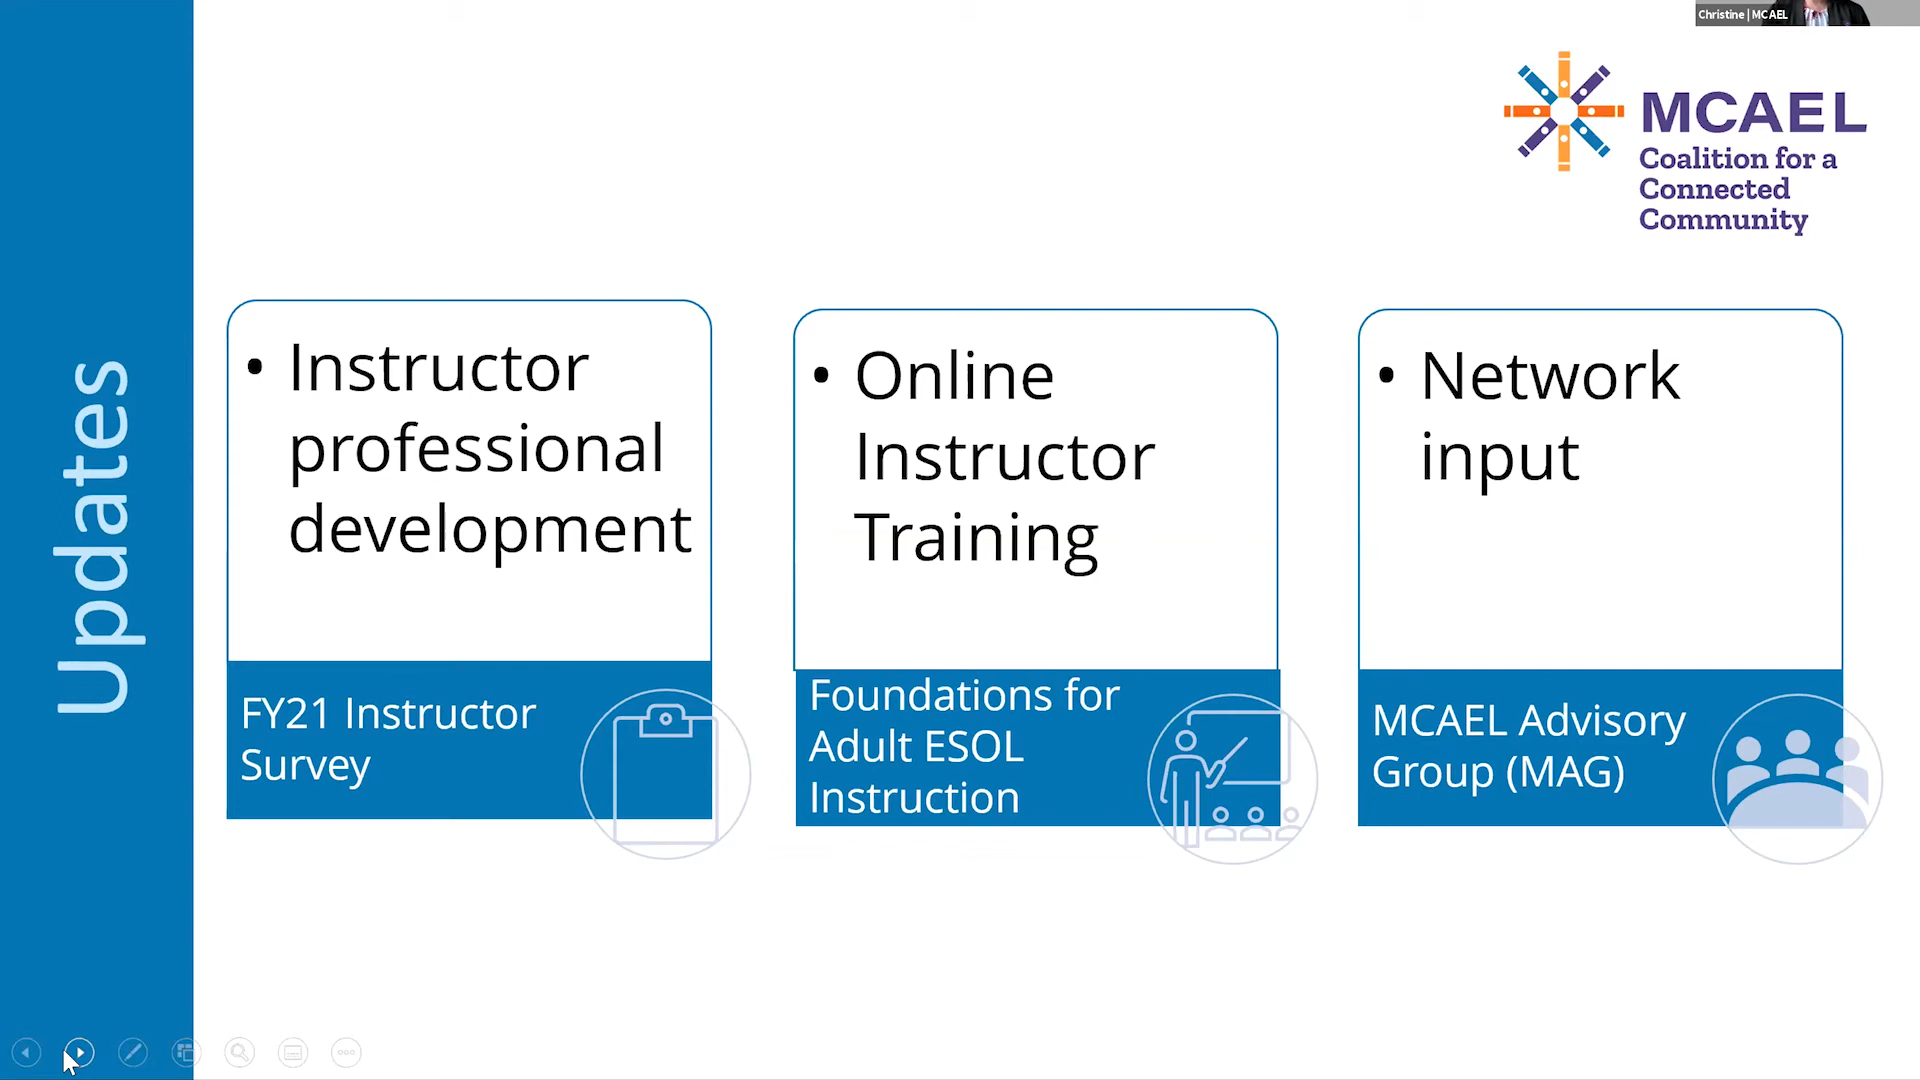 Christine | MCAEL
MCAEL
Coalition for a
Connected
Community
Updates
• Instructor
professional
development
FY21 Instructor
Survey
• Online
Instructor
Training
Foundations for
Adult ESOL
Instruction
• Network
input
MCAEL Advisory
Group (MAG)